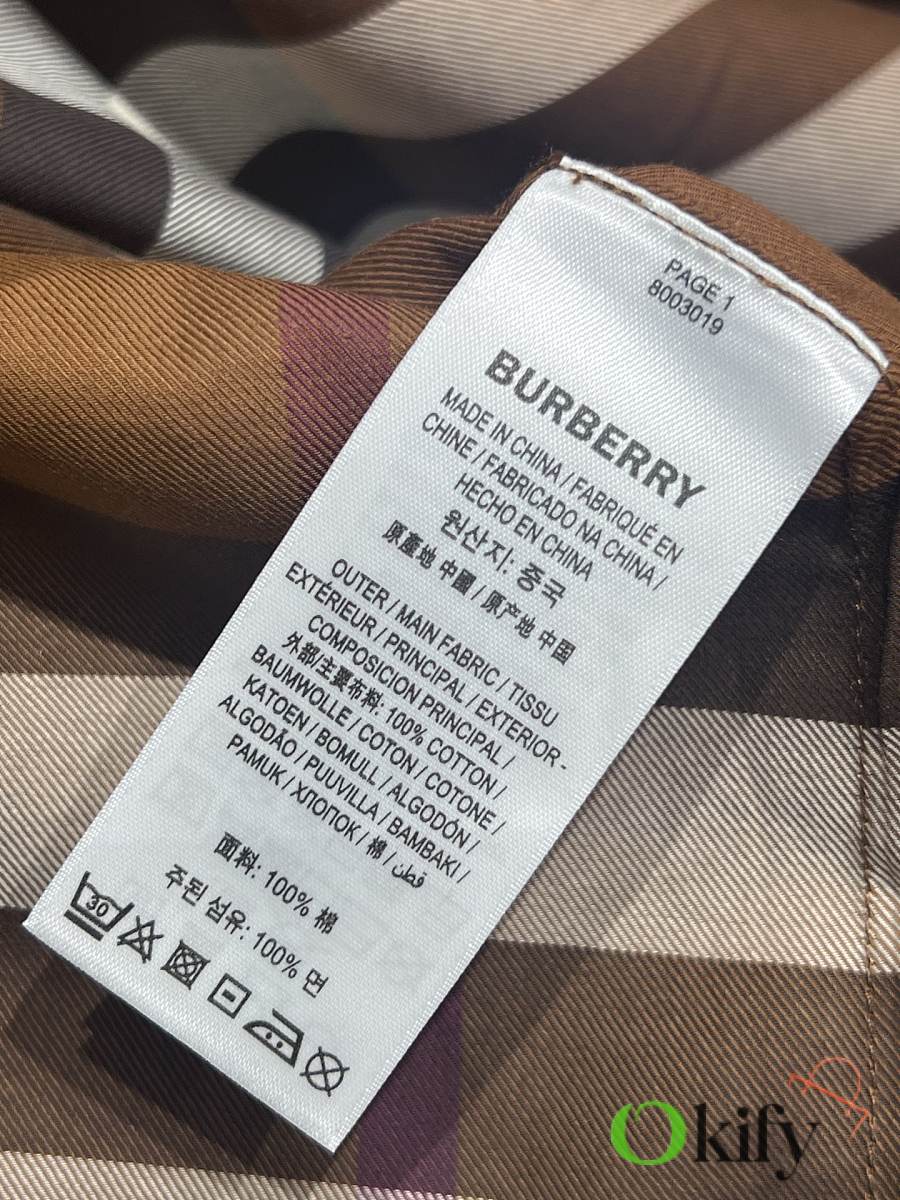 PAGE 1
8003019
BURBERRY
MADE IN CHINA / FABRIQUÉ EN
CHINE / FABRICADO NA CHINA /
HECHO EN CHINA
원산지: 중국
原產地 中國 / 原产地 中国
OUTER / MAIN FABRIC / TISSU
EXTÉRIEUR / PRINCIPAL / EXTERIOR -
COMPOSICION PRINCIPAL /
外部/主要布料: 100% COTTON /
BAUMWOLLE / COTON / COTONE /
KATOEN / BOMULL / ALGODÓN /
ALGODÃO / PUUVILLA / BAMBAKI /
PAMUK / ХЛОПОК / 棉 / قطن
面料: 100% 棉
주된 섬유: 100% 면
30
Okify